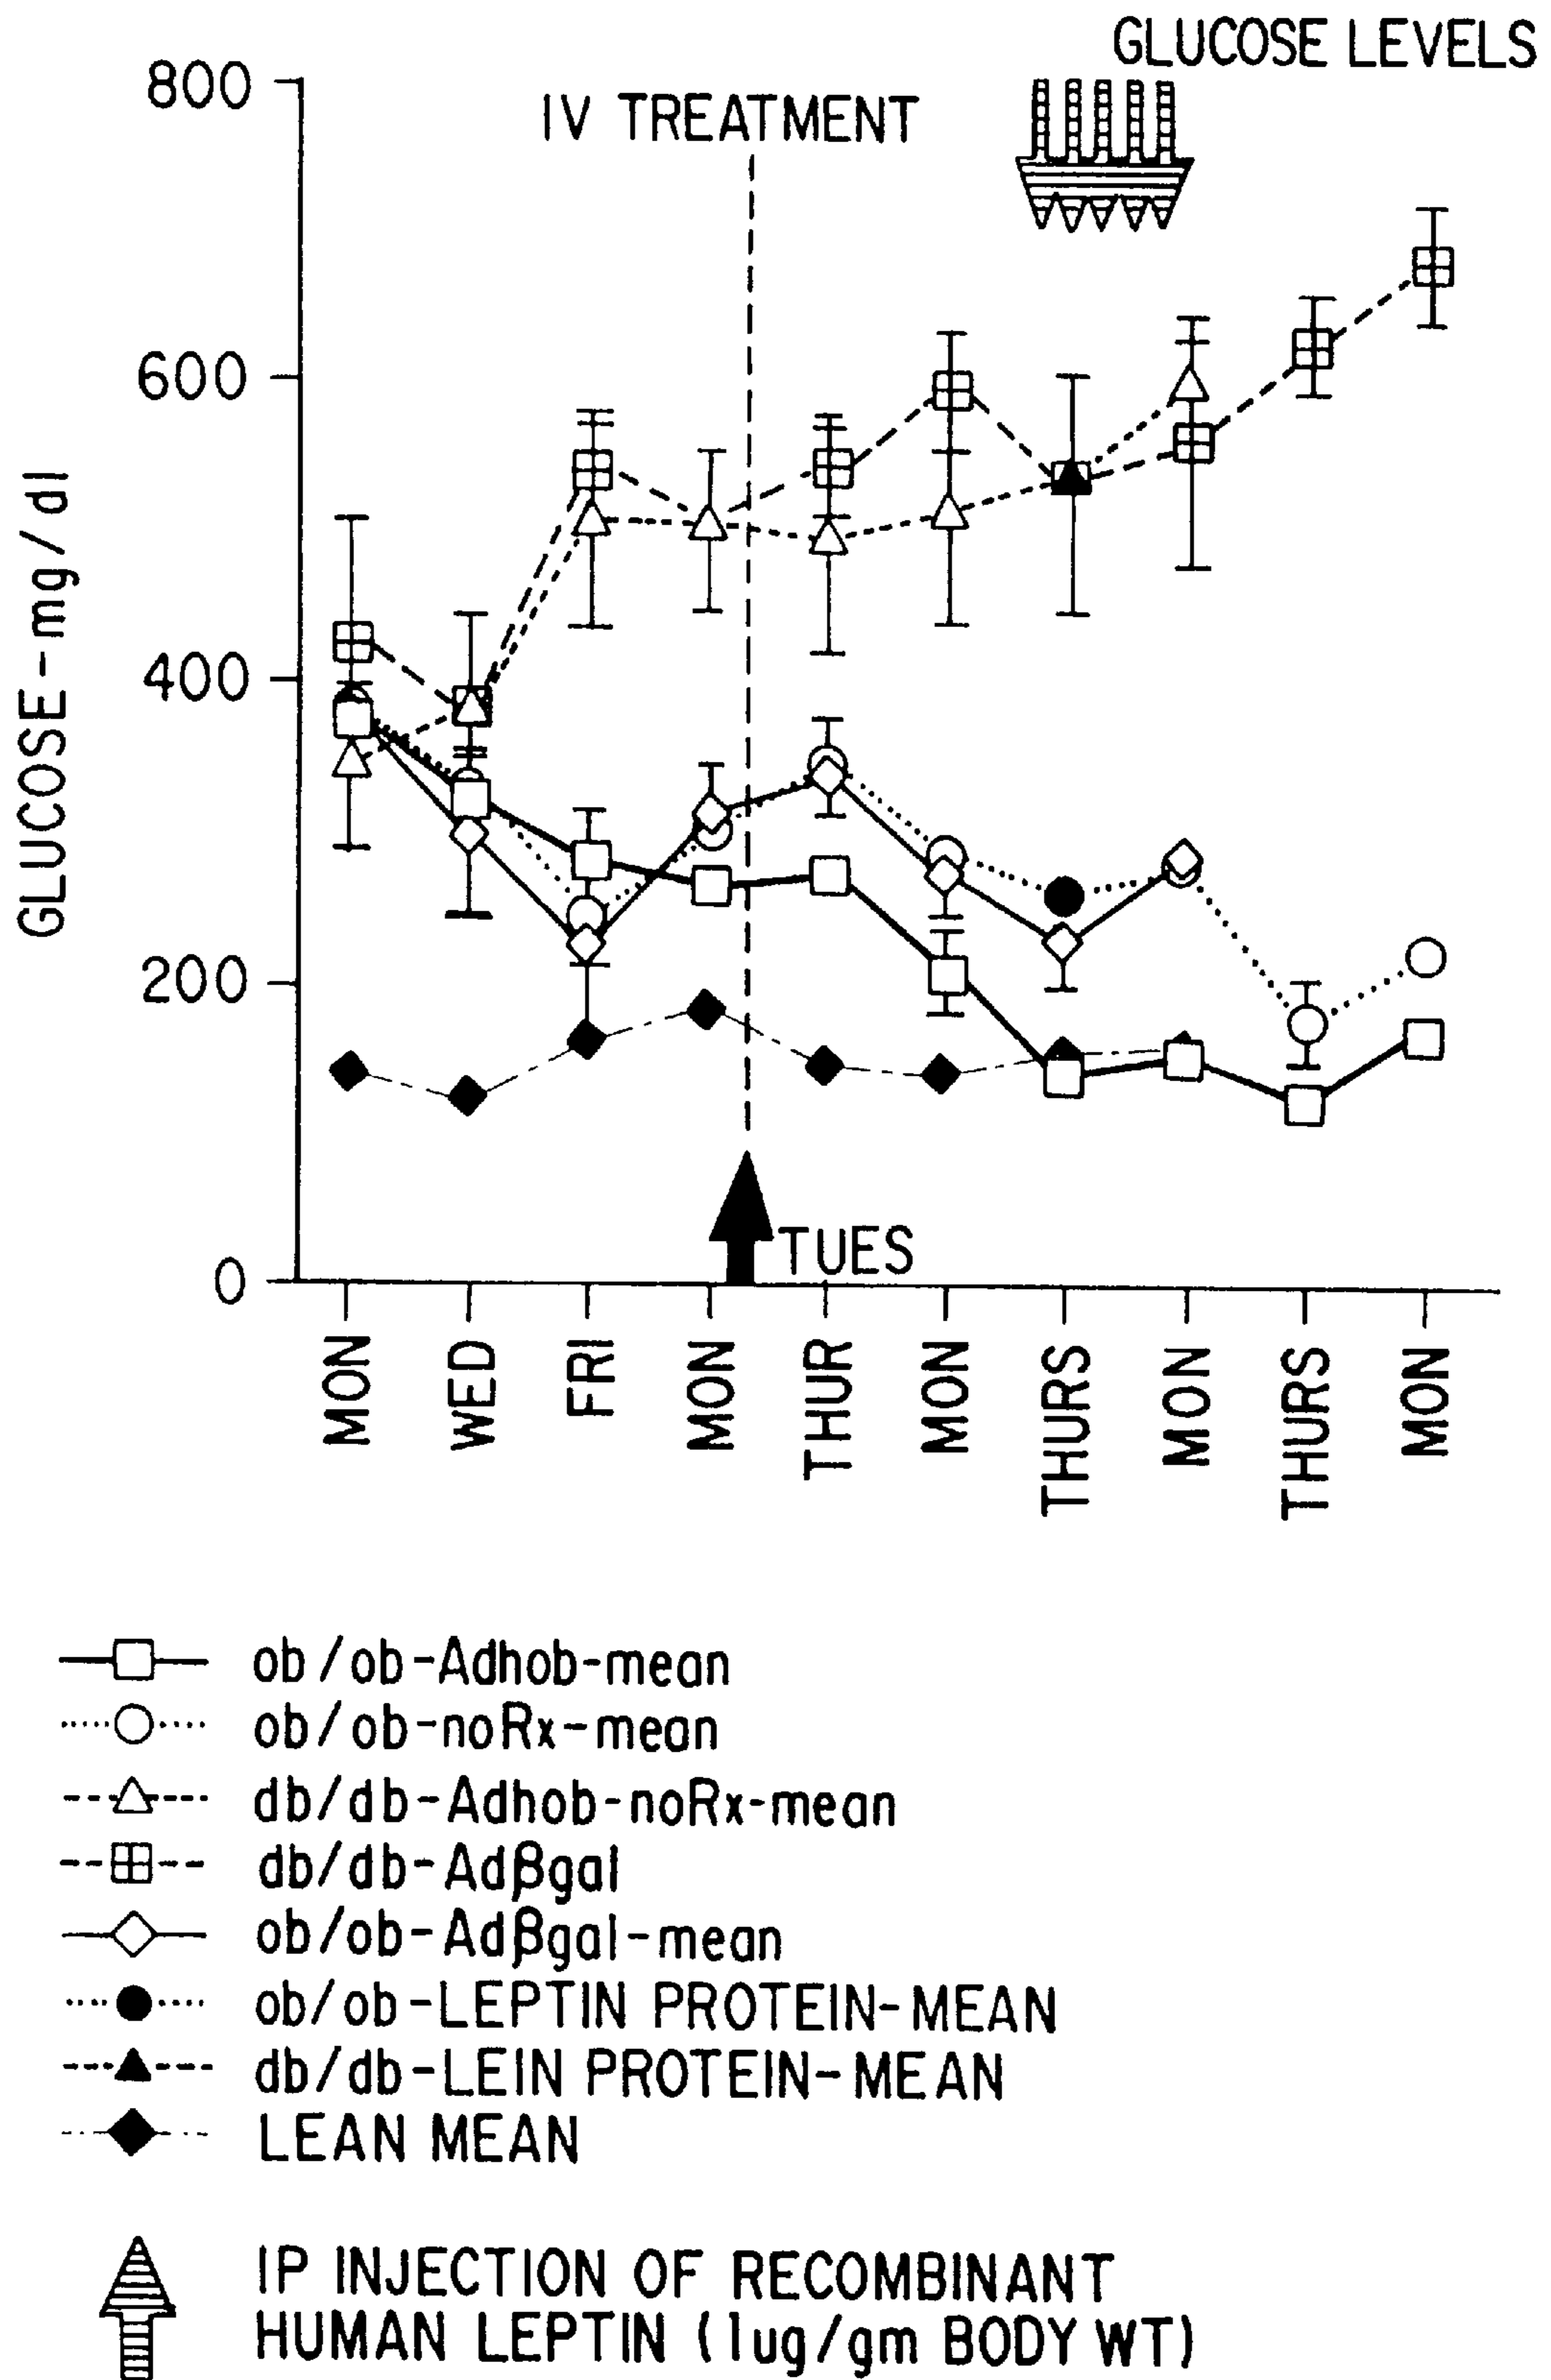 GLUCOSE LEVELS
800
IV TREATMENT
600
400
200
0
GLUCOSE-mg/dl
TUES
MON
WED
FRI
MON
THUR
MON
THURS
MON
THURS
MON
ob/ob-Adhob-mean
ob/ob-noRx-mean
db/db-Adhob-noRx-mean
db/db-Adβgal
ob/ob-Adβgal-mean
ob/ob-LEPTIN PROTEIN-MEAN
db/db-LEIN PROTEIN-MEAN
LEAN MEAN
IP INJECTION OF RECOMBINANT
HUMAN LEPTIN (1ug/gm BODY WT)